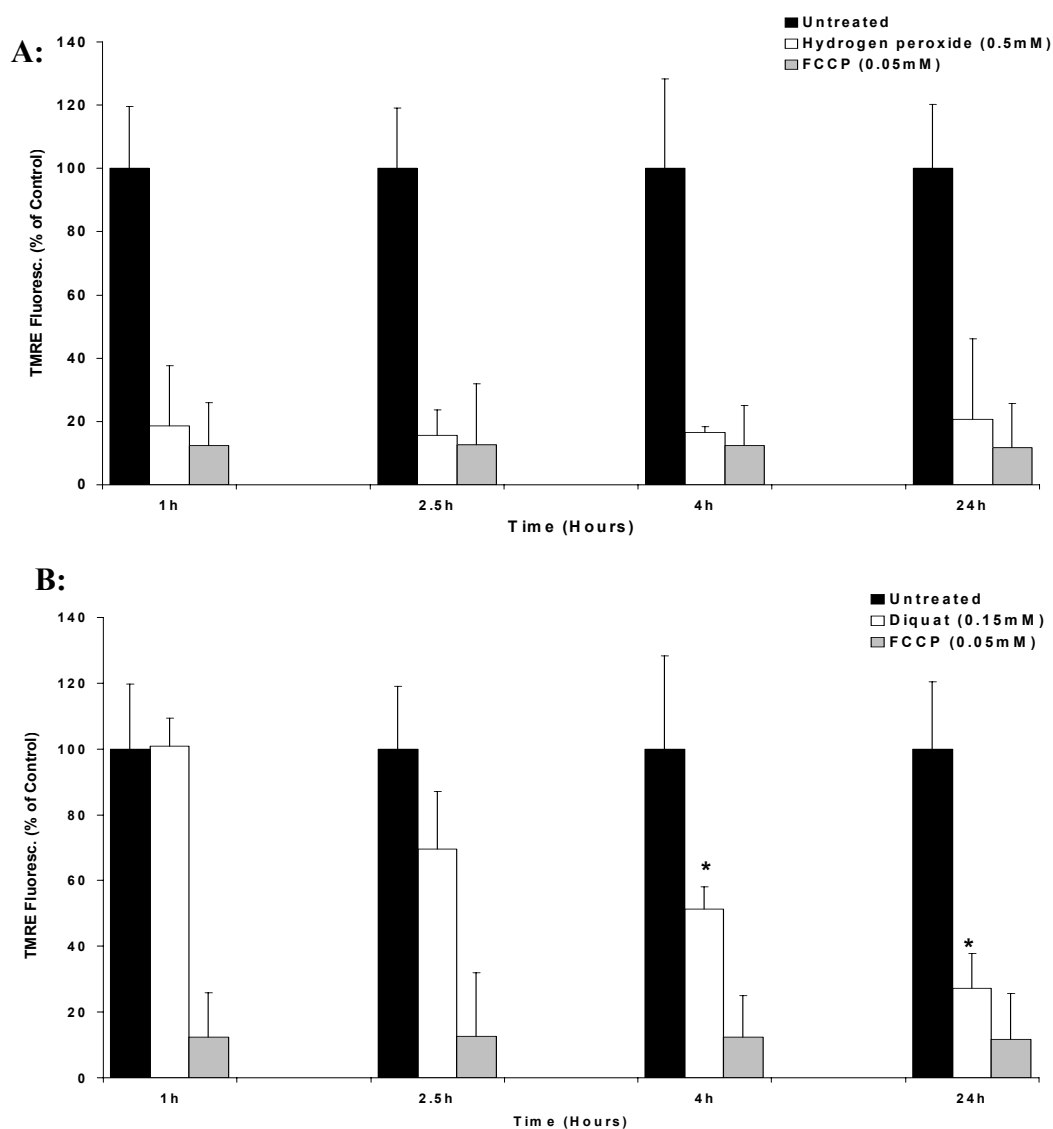 A:
Untreated
Hydrogen peroxide (0.5mM)
FCCP (0.05mM)
TMRE Fluoresc. (% of Control)
140
120
100
80
60
40
20
0
1h 2.5h 4h 24h
Time (Hours)
B:
Untreated
Diquat (0.15mM)
FCCP (0.05mM)
TMRE Fluoresc. (% of Control)
140
120
100
80
60
40
20
0
* *
1h 2.5h 4h 24h
Time (Hours)